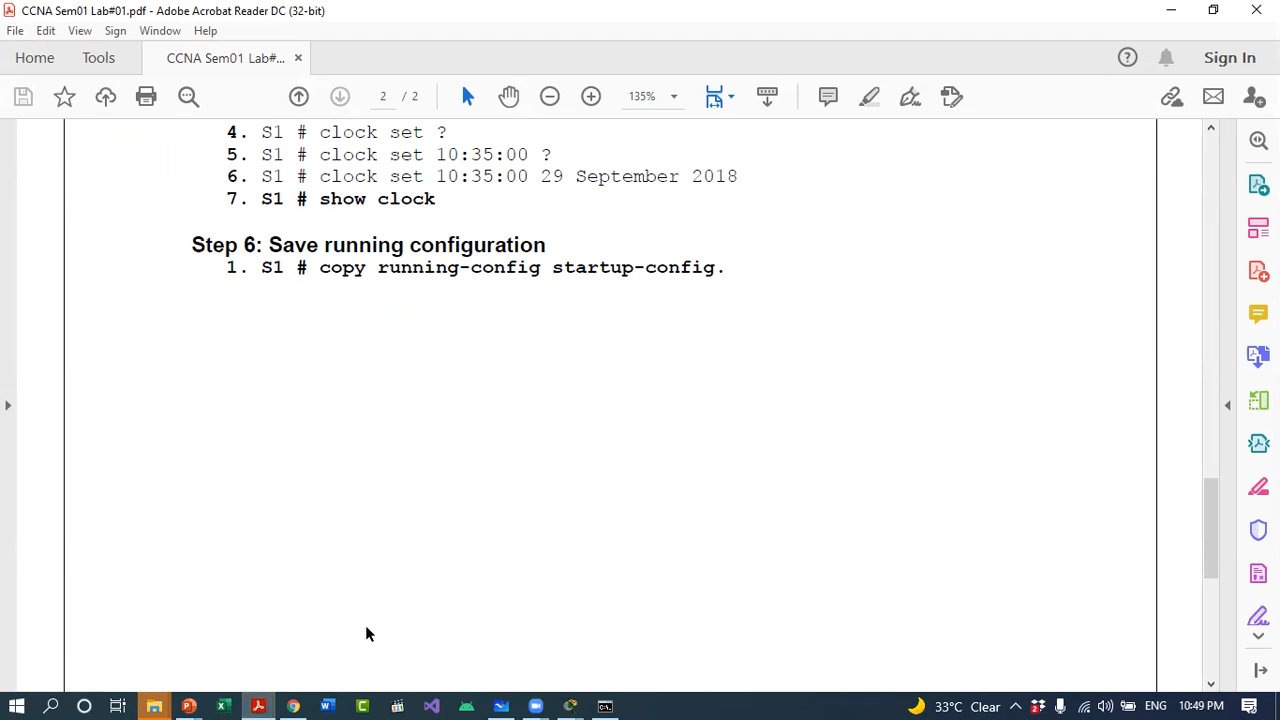 CCNA Sem01 Lab#01.pdf - Adobe Acrobat Reader DC (32-bit)
File Edit View Sign Window Help
Home Tools CCNA Sem01 Lab#... × Sign In
2 / 2 135%
4. S1 # clock set ?
5. S1 # clock set 10:35:00 ?
6. S1 # clock set 10:35:00 29 September 2018
7. S1 # show clock
Step 6: Save running configuration
1. S1 # copy running-config startup-config.
33°C Clear ENG 10:49 PM